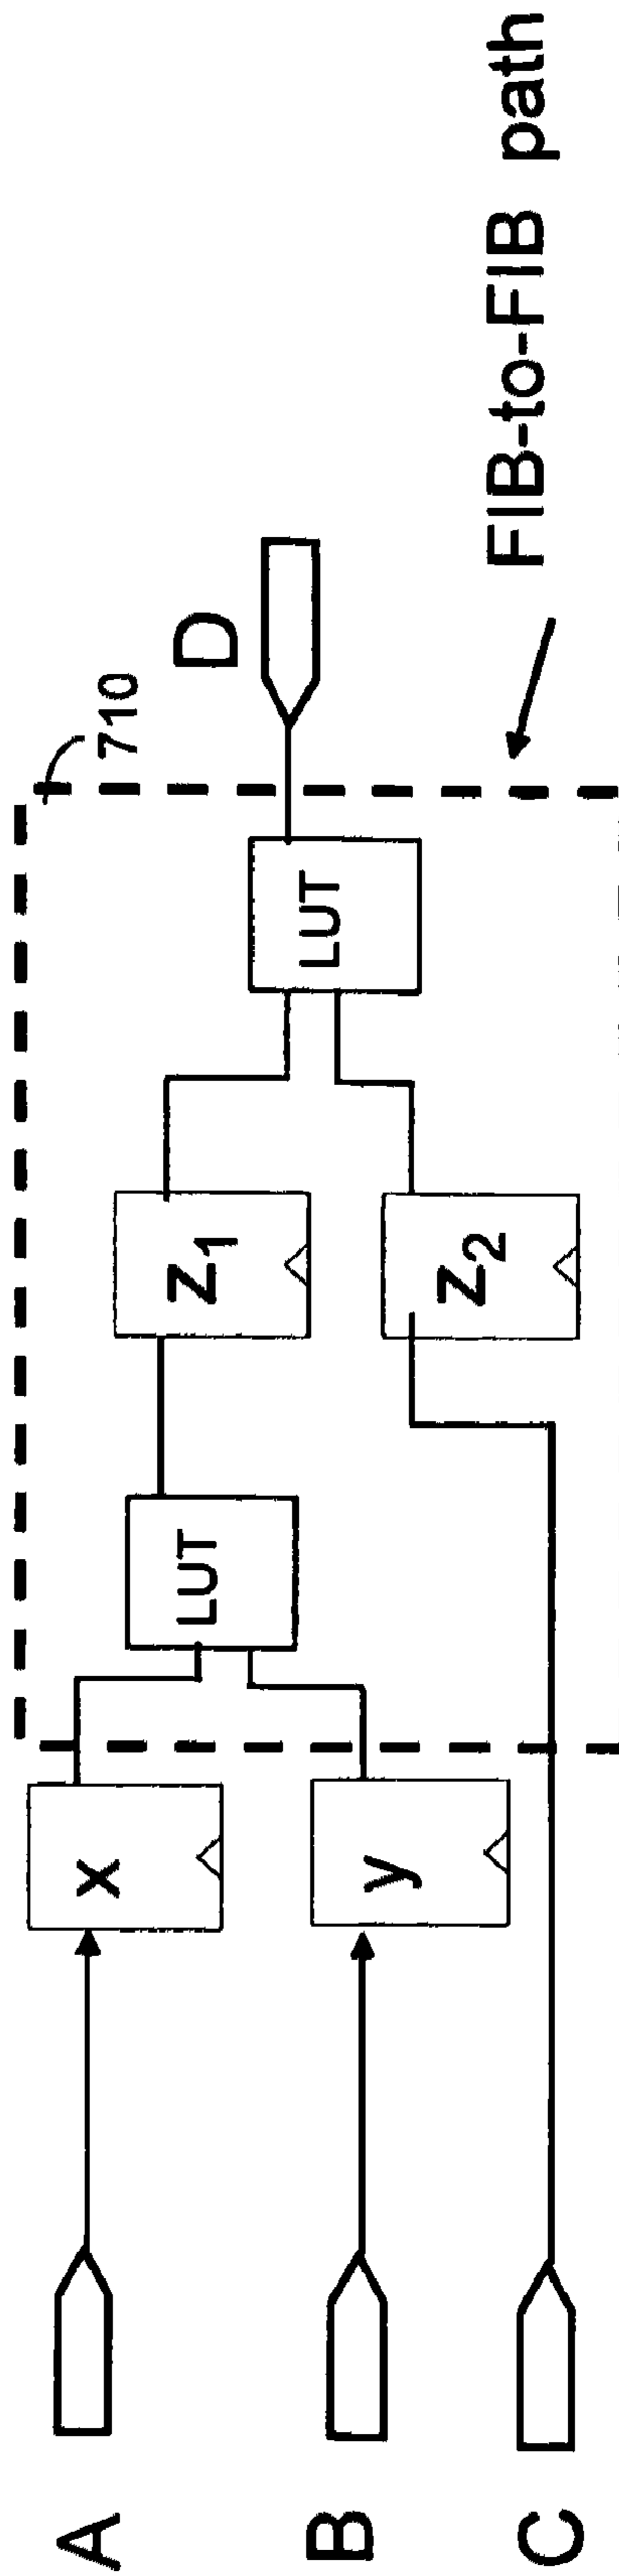 A
B
C
x
y
LUT
Z1
Z2
LUT
710
D
FIB-to-FIB path